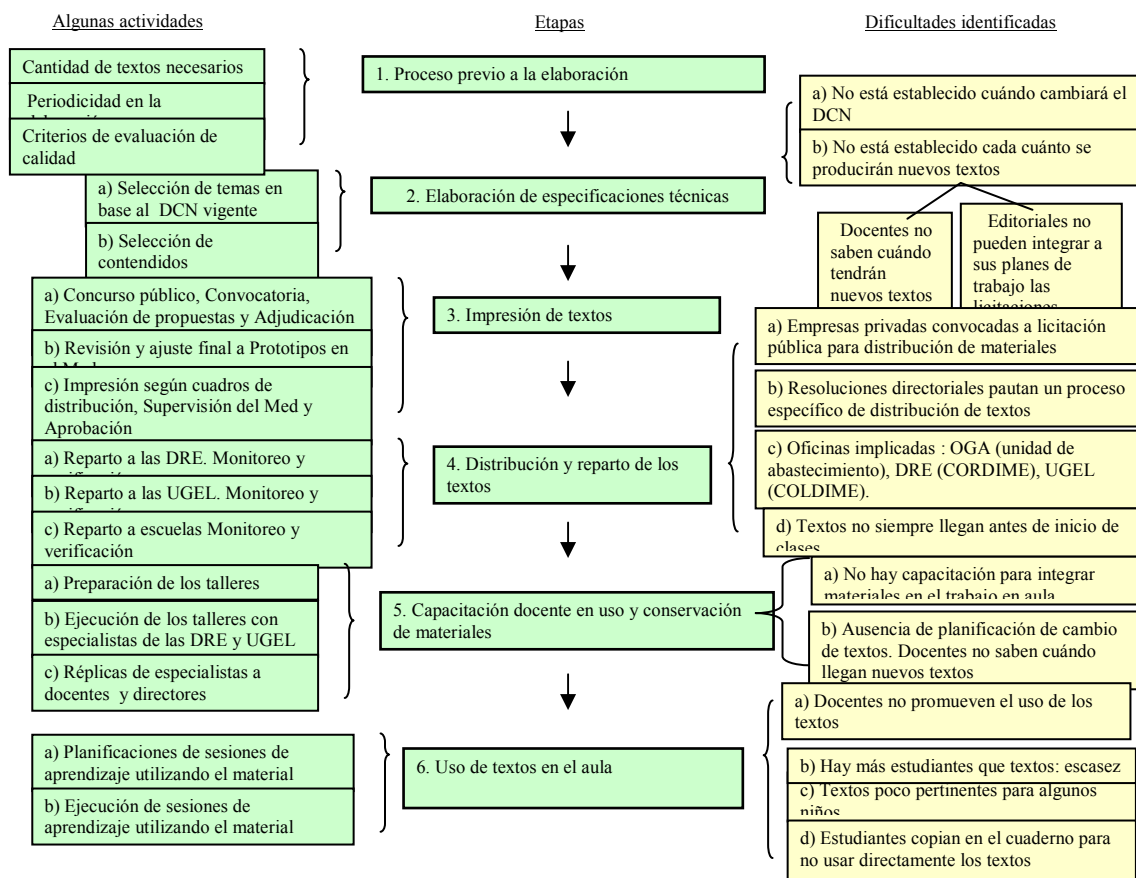 Algunas actividades
Etapas
Dificultades identificadas
Cantidad de textos necesarios
Periodicidad en la
Criterios de evaluación de
calidad
a) Selección de temas en
base al DCN vigente
b) Selección de
contendidos
a) Concurso público, Convocatoria,
Evaluación de propuestas y Adjudicación
b) Revisión y ajuste final a Prototipos en
c) Impresión según cuadros de
distribución, Supervisión del Med y
Aprobación
a) Reparto a las DRE. Monitoreo y
b) Reparto a las UGEL. Monitoreo y
c) Reparto a escuelas Monitoreo y
verificación
a) Preparación de los talleres
b) Ejecución de los talleres con
especialistas de las DRE y UGEL
c) Réplicas de especialistas a
docentes y directores
a) Planificaciones de sesiones de
aprendizaje utilizando el material
b) Ejecución de sesiones de
aprendizaje utilizando el material
1. Proceso previo a la elaboración
2. Elaboración de especificaciones técnicas
3. Impresión de textos
4. Distribución y reparto de los
textos
5. Capacitación docente en uso y conservación
de materiales
6. Uso de textos en el aula
a) No está establecido cuándo cambiará el
DCN
b) No está establecido cada cuánto se
producirán nuevos textos
Docentes no
saben cuándo
tendrán
nuevos textos
Editoriales no
pueden integrar a
sus planes de
trabajo las
licitaciones
a) Empresas privadas convocadas a licitación
pública para distribución de materiales
b) Resoluciones directoriales pautan un proceso
específico de distribución de textos
c) Oficinas implicadas : OGA (unidad de
abastecimiento), DRE (CORDIME), UGEL
(COLDIME).
d) Textos no siempre llegan antes de inicio de
clases
a) No hay capacitación para integrar
materiales en el trabajo en aula
b) Ausencia de planificación de cambio
de textos. Docentes no saben cuándo
llegan nuevos textos
a) Docentes no promueven el uso de los
textos
b) Hay más estudiantes que textos: escasez
c) Textos poco pertinentes para algunos
niños
d) Estudiantes copian en el cuaderno para
no usar directamente los textos